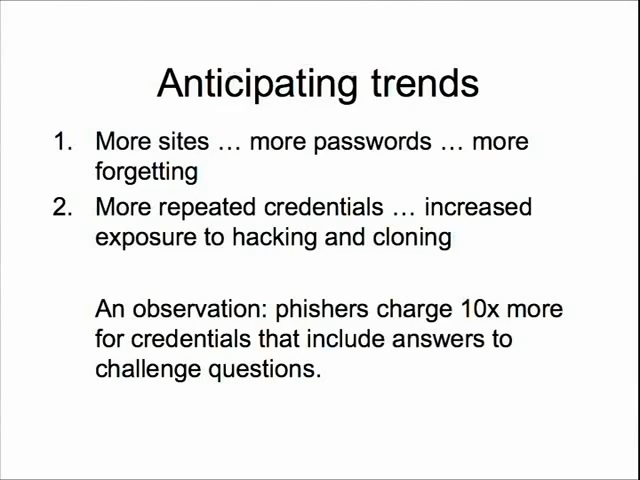 Anticipating trends
1. More sites … more passwords … more
forgetting
2. More repeated credentials … increased
exposure to hacking and cloning
An observation: phishers charge 10x more
for credentials that include answers to
challenge questions.